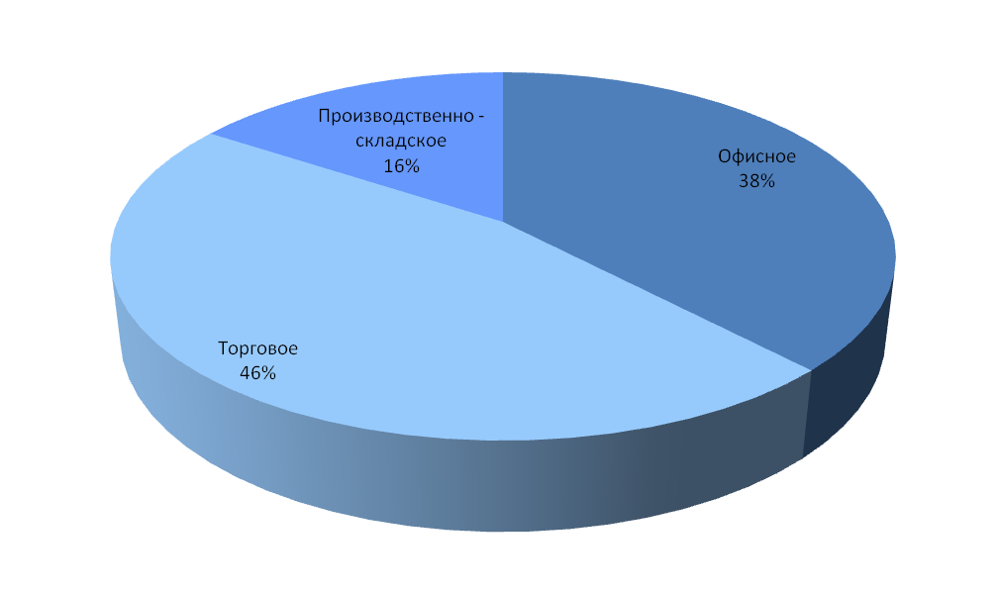 Производственно -
складское
16%
Офисное
38%
Торговое
46%